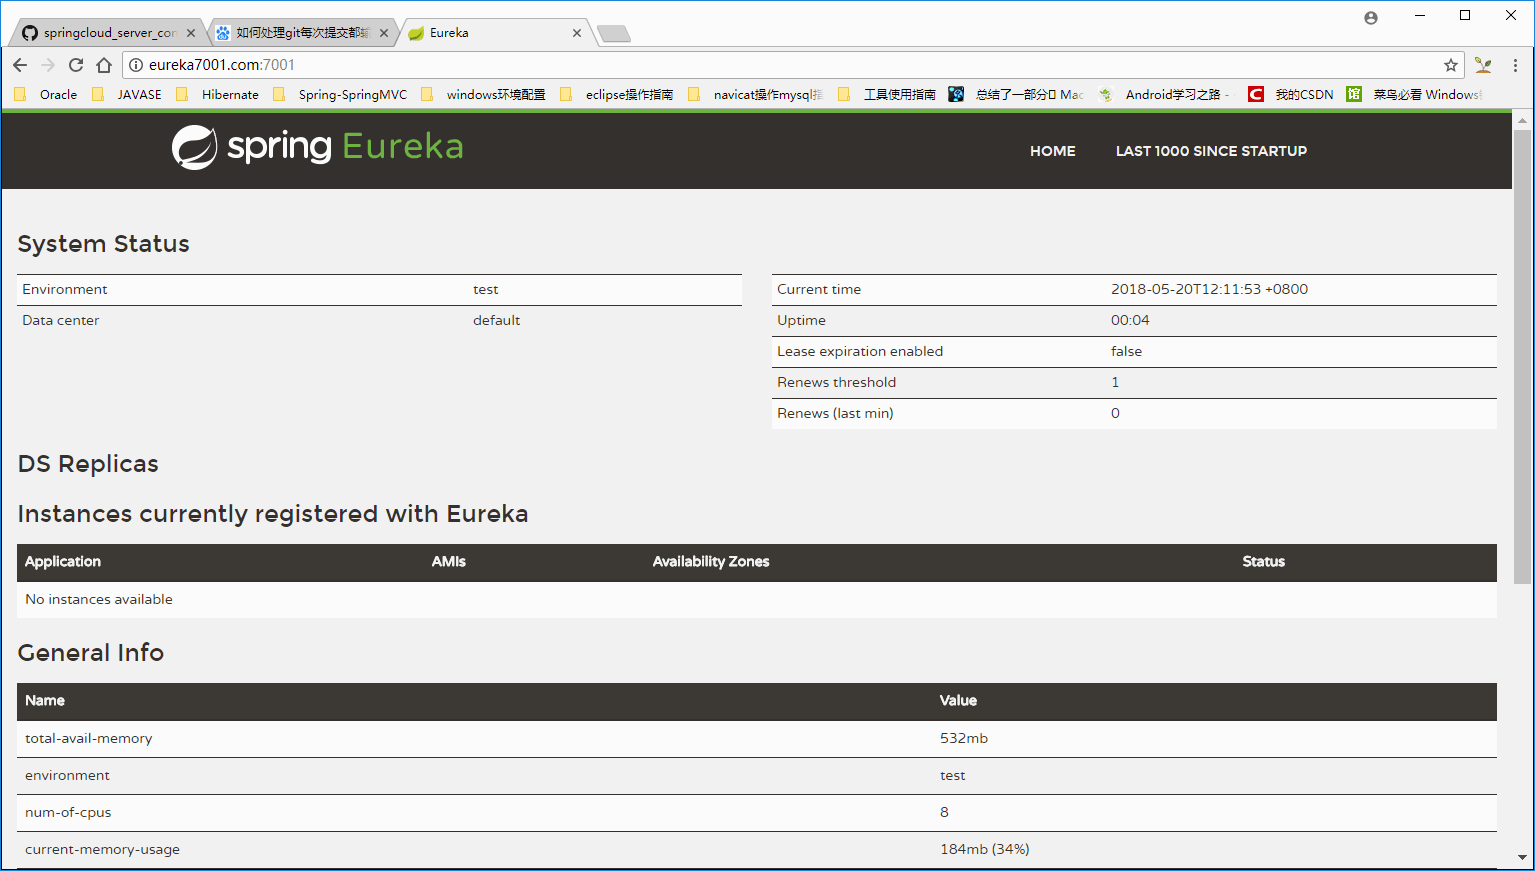 springcloud_server_con
如何处理git每次提交都
Eureka
eureka7001.com:7001
Oracle JAVASE Hibernate Spring-SpringMVC windows环境配置 eclipse操作指南 navicat操作mysql 工具使用指南 总结了一部分 Mac Android学习之路 - 我的CSDN 菜鸟必看 Windows
spring Eureka
HOME LAST 1000 SINCE STARTUP
System Status
Environment test
Data center default
Current time 2018-05-20T12:11:53 +0800
Uptime 00:04
Lease expiration enabled false
Renews threshold 1
Renews (last min) 0
DS Replicas
Instances currently registered with Eureka
Application AMIs Availability Zones Status
No instances available
General Info
Name Value
total-avail-memory 532mb
environment test
num-of-cpus 8
current-memory-usage 184mb (34%)